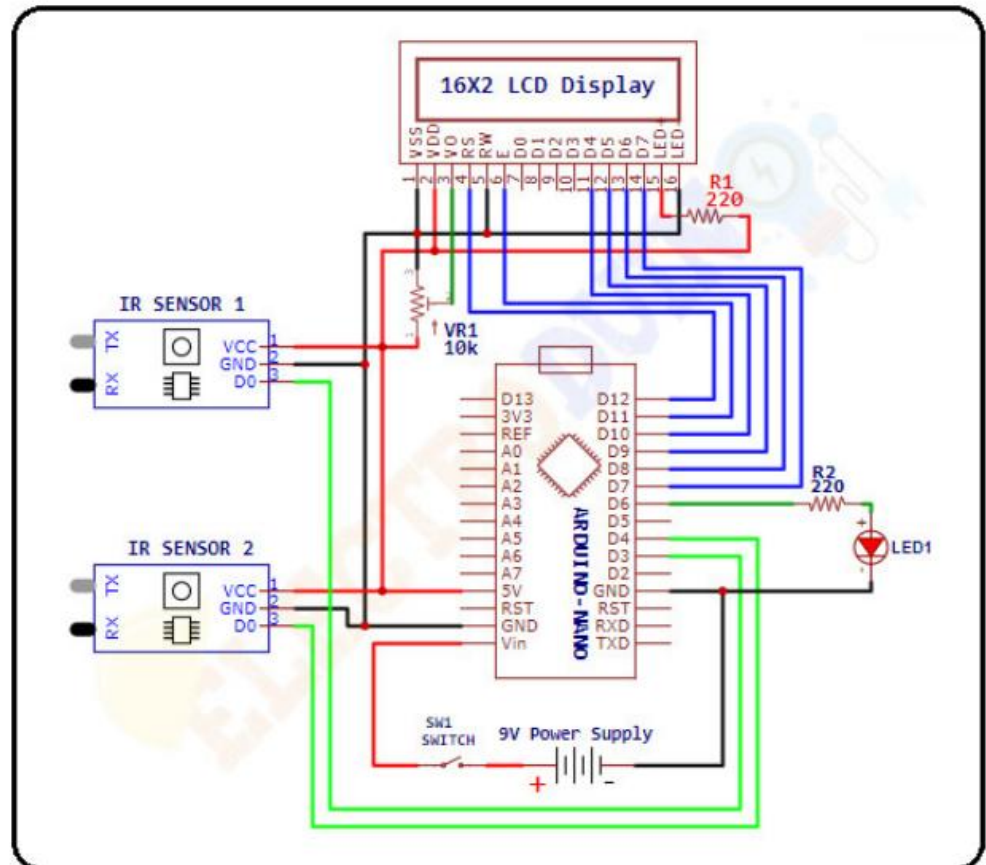 16X2 LCD Display
VSS VDD VO RS RW E D0 D1 D2 D3 D4 D5 D6 D7 LED+ LED-
1 2 3 4 5 6 7 8 9 10 11 12 13 14 15 16
R1
220
3
VR1
10k
1
IR SENSOR 1
TX
RX
VCC 1
GND 2
D0 3
IR SENSOR 2
TX
RX
VCC 1
GND 2
D0 3
ARDUINO-NANO
D13 D12
3V3 D11
REF D10
A0 D9
A1 D8
A2 D7
A3 D6
A4 D5
A5 D4
A6 D3
A7 D2
5V GND
RST RST
GND RXD
Vin TXD
R2
220
+
LED1
-
SW1
SWITCH
9V Power Supply
+ -